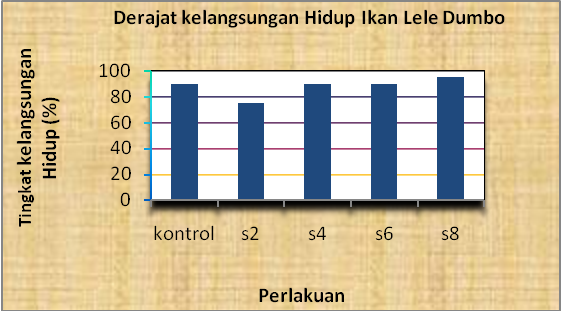 Derajat kelangsungan Hidup Ikan Lele Dumbo
Tingkat kelangsungan
Hidup (%)
100
80
60
40
20
0
kontrol s2 s4 s6 s8
Perlakuan